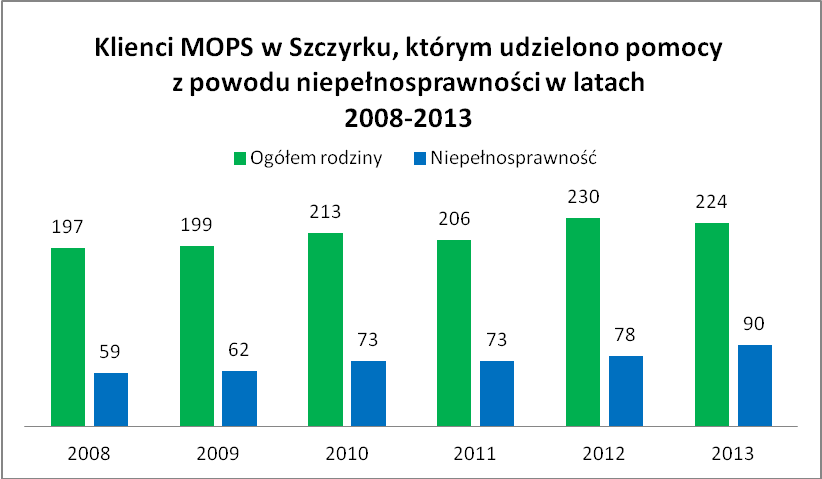 Klienci MOPS w Szczyrku, którym udzielono pomocy
z powodu niepełnosprawności w latach
2008-2013
Ogółem rodziny Niepełnosprawność
197 59 199 62 213 73 206 73 230 78 224 90
2008 2009 2010 2011 2012 2013